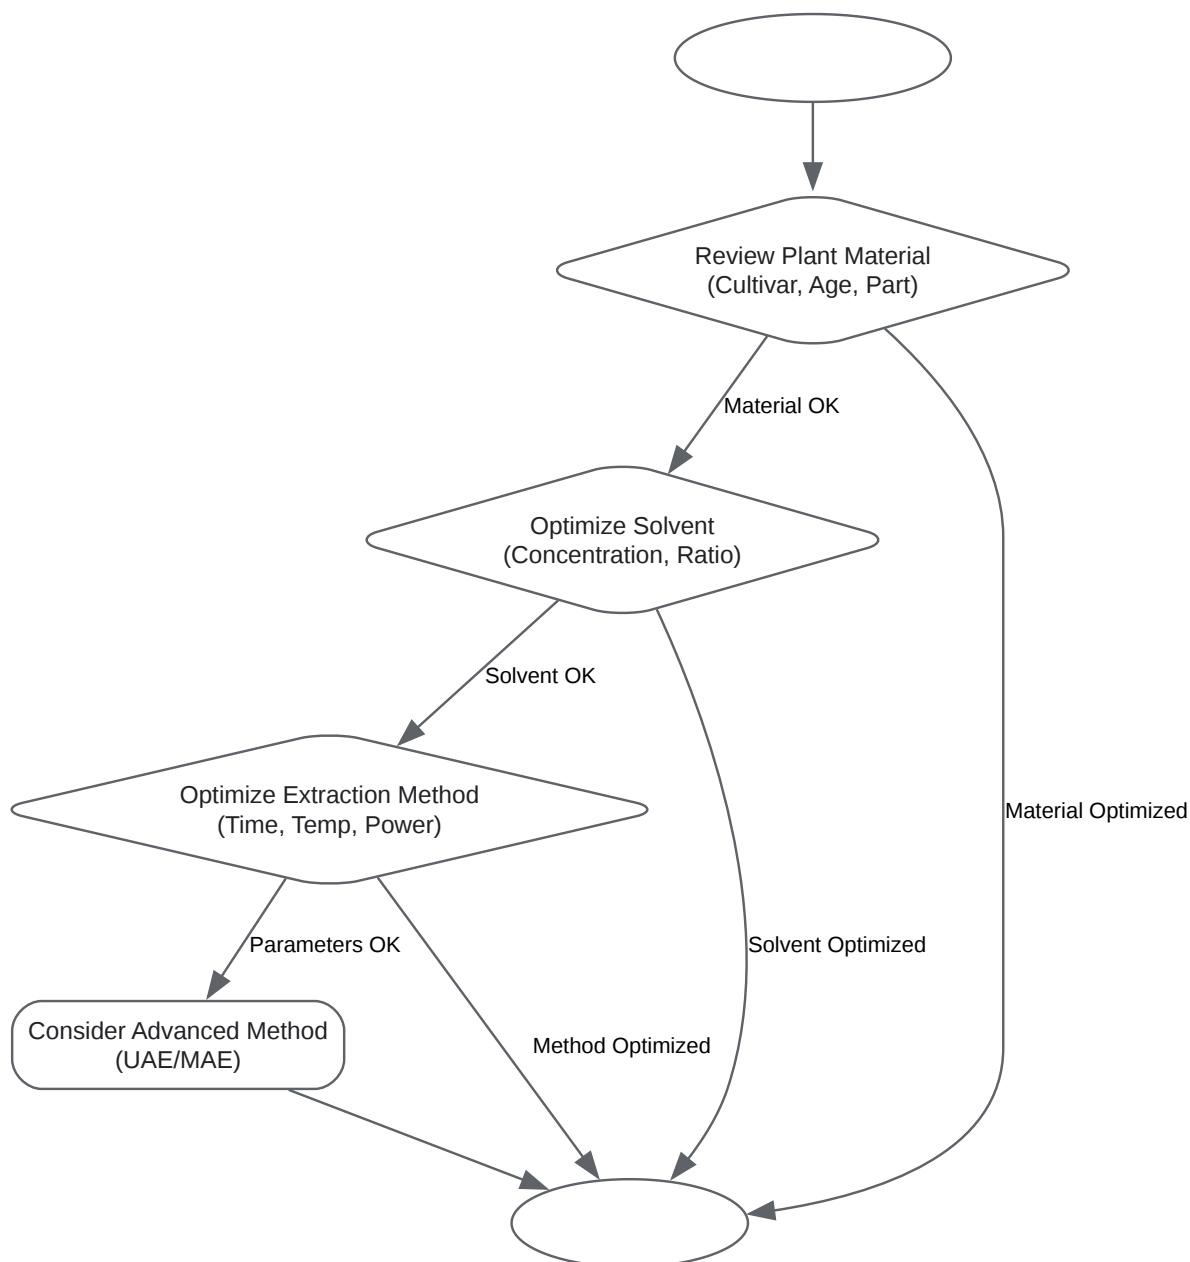 Review Plant Material
(Cultivar, Age, Part)
Material OK
Optimize Solvent
(Concentration, Ratio)
Solvent OK
Optimize Extraction Method
(Time, Temp, Power)
Material Optimized
Parameters OK
Solvent Optimized
Consider Advanced Method
(UAE/MAE)
Method Optimized